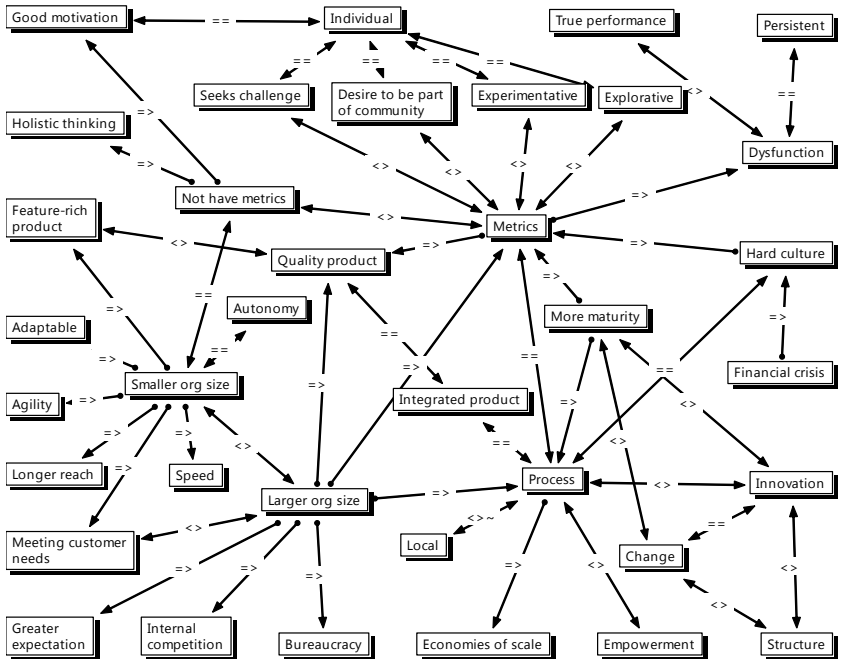 Good motivation
==
Individual
True performance
Persistent
==
==
==
==
Seeks challenge
Desire to be part
of community
Experimentative
Explorative
<>
==
Holistic thinking
=>
=>
Dysfunction
<>
<>
<>
<>
Not have metrics
=>
Feature-rich
product
<>
Metrics
<>
=>
=>
Quality product
Hard culture
=>
==
Autonomy
=>
More maturity
=>
Adaptable
==
==
=>
==
=>
=>
==
Smaller org size
Financial crisis
=>
Agility
=>
Integrated product
=>
<>
=>
=>
<>
==
<>
=>
Longer reach
Speed
Process
<>
Innovation
Larger org size
=>
<>
<>~
==
Meeting customer
needs
Local
Change
=>
=>
=>
=>
<>
<>
<>
Greater
expectation
Internal
competition
Bureaucracy
Economies of scale
Empowerment
Structure